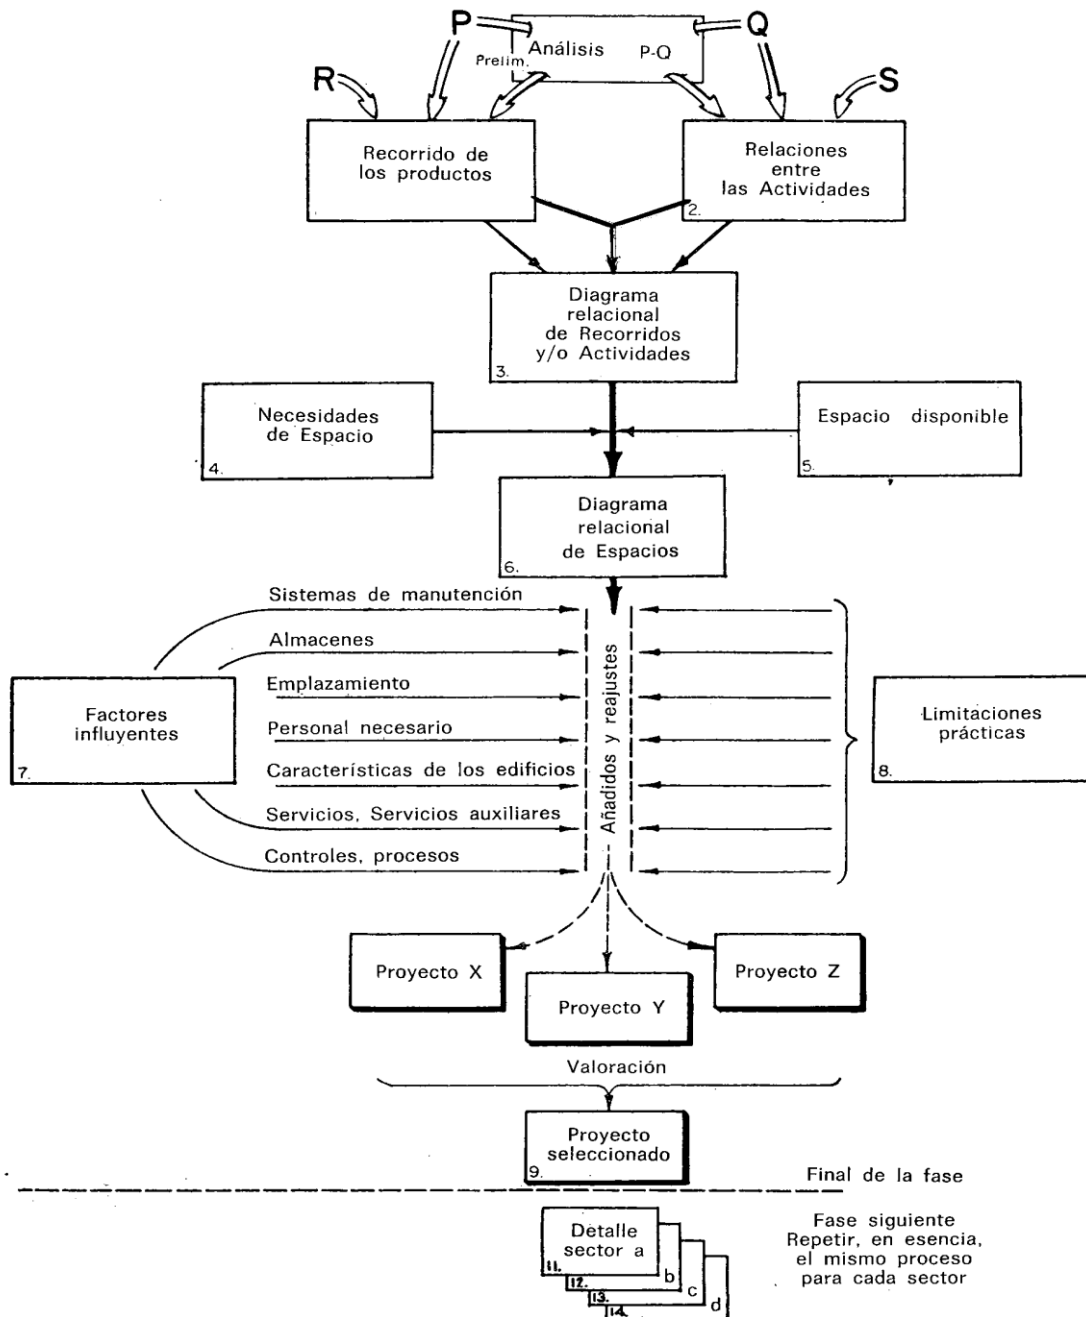 P
Q
Análisis P-Q
Prelim.
R
S
Recorrido de
los productos
Relaciones
entre
las Actividades
2.
Diagrama
relacional
de Recorridos
y/o Actividades
3.
Necesidades
de Espacio
4.
Espacio disponible
5.
Diagrama
relacional
de Espacios
6.
Sistemas de manutención
Almacenes
Emplazamiento
Personal necesario
Características de los edificios
Servicios, Servicios auxiliares
Controles, procesos
Factores
influyentes
7.
Añadidos y reajustes
Limitaciones
prácticas
8.
Proyecto X
Proyecto Y
Proyecto Z
Valoración
Proyecto
seleccionado
9.
Final de la fase
Detalle
sector a
11.
12.
b
13.
c
14.
d
Fase siguiente
Repetir, en esencia,
el mismo proceso
para cada sector